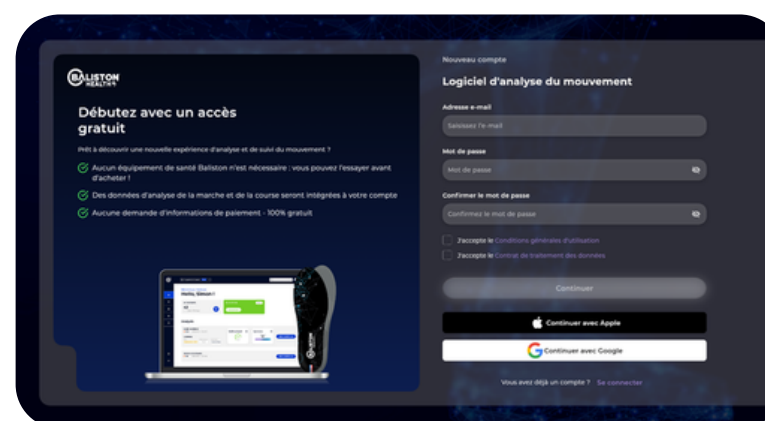 BALISTON
HEALTH
Débutez avec un accès
gratuit
Prêt à découvrir une nouvelle expérience d'analyse et de suivi du mouvement ?
Aucun équipement de santé Baliston n'est nécessaire : vous pouvez l'essayer avant
d'acheter !
Des données d'analyse de la marche et de la course seront intégrées à votre compte
Aucune demande d'informations de paiement - 100% gratuit
Hello, Simon !
BALISTON
Nouveau compte
Logiciel d'analyse du mouvement
Adresse e-mail
Saisissez l'e-mail
Mot de passe
Mot de passe
Confirmer le mot de passe
Confirmez le mot de passe
J'accepte le Conditions générales d'utilisation
J'accepte le Contrat de traitement des données
Continuer
Continuer avec Apple
Continuer avec Google
Vous avez déjà un compte ? Se connecter